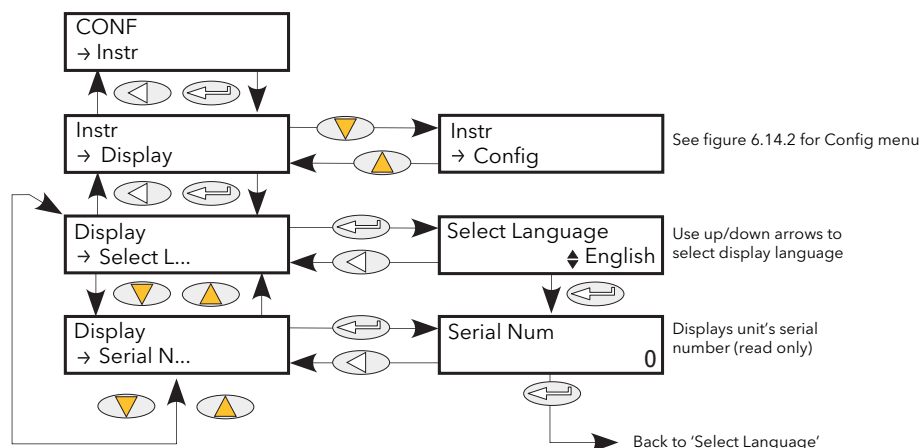 CONF
→ Instr
Instr
→ Display
Instr
→ Config
See figure 6.14.2 for Config menu
Display
→ Select L...
Select Language
English
Use up/down arrows to
select display language
Display
→ Serial N...
Serial Num
0
Displays unit's serial
number (read only)
Back to 'Select Language'